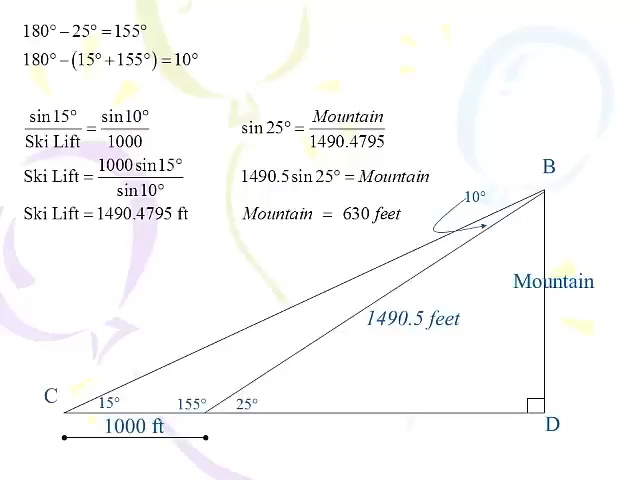 180° − 25° = 155°
180° − (15° + 155°) = 10°
sin 15° / Ski Lift = sin 10° / 1000
sin 25° = Mountain / 1490.4795
Ski Lift = 1000 sin 15° / sin 10°
1490.5 sin 25° = Mountain
Ski Lift = 1490.4795 ft
Mountain = 630 feet
B
10°
Mountain
1490.5 feet
C
15°
155°
25°
1000 ft
D